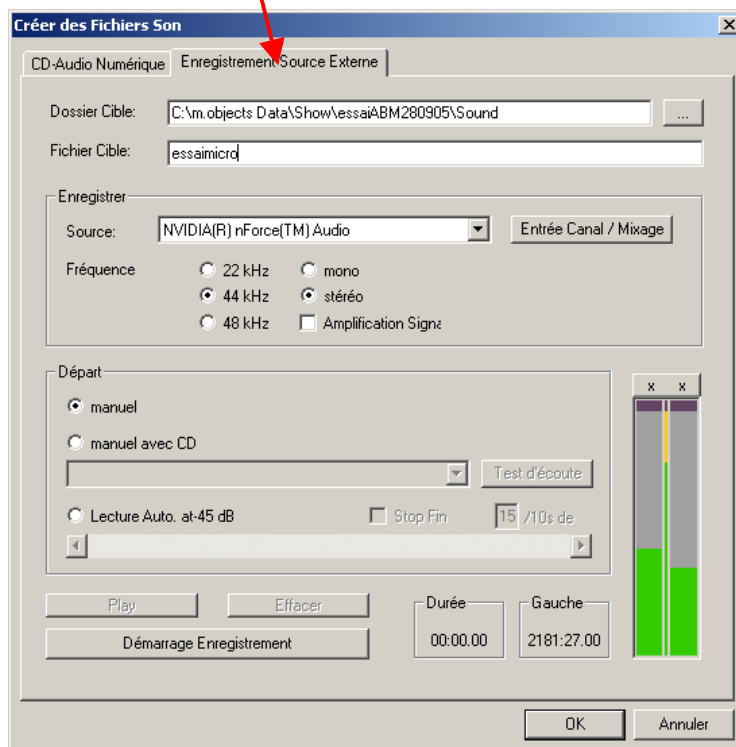 Créer des Fichiers Son
CD-Audio Numérique Enregistrement Source Externe
Dossier Cible: C:\m.objects Data\Show\essaiABM280905\Sound ...
Fichier Cible: essaimicro
Enregistrer
Source: NVIDIA(R) nForce(TM) Audio Entrée Canal / Mixage
Fréquence 22 kHz mono
44 kHz stéréo
48 kHz Amplification Signa
Départ
x x
manuel
manuel avec CD
Test d'écoute
Lecture Auto. at-45 dB Stop Fin 15 /10s de
Play Effacer Durée Gauche
Démarrage Enregistrement 00:00.00 2181:27.00
OK Annuler